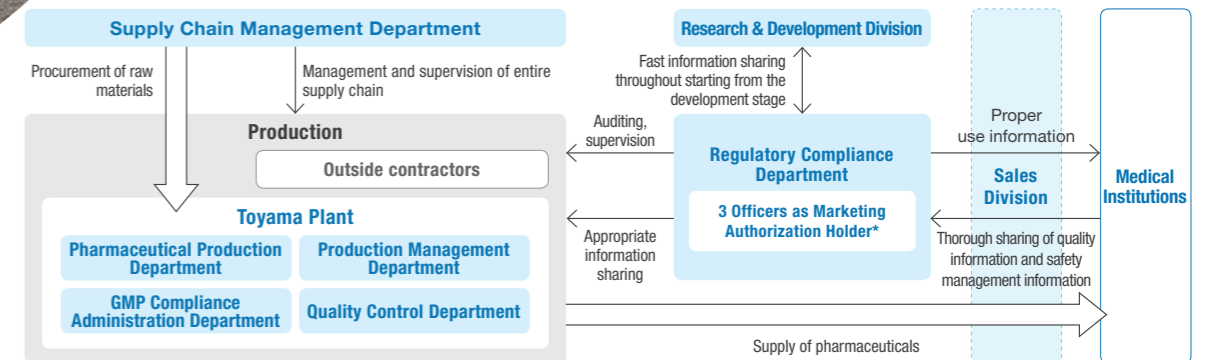 Supply Chain Management Department
Research & Development Division
Procurement of raw
materials
Management and supervision of entire
supply chain
Fast information sharing
throughout starting from the
development stage
Production
Outside contractors
Auditing,
supervision
Regulatory Compliance
Department
3 Officers as Marketing
Authorization Holder*
Proper
use information
Sales
Division
Medical
Institutions
Toyama Plant
Pharmaceutical Production
Department
Production Management
Department
GMP Compliance
Administration Department
Quality Control Department
Appropriate
information
sharing
Thorough sharing of quality
information and safety
management information
Supply of pharmaceuticals